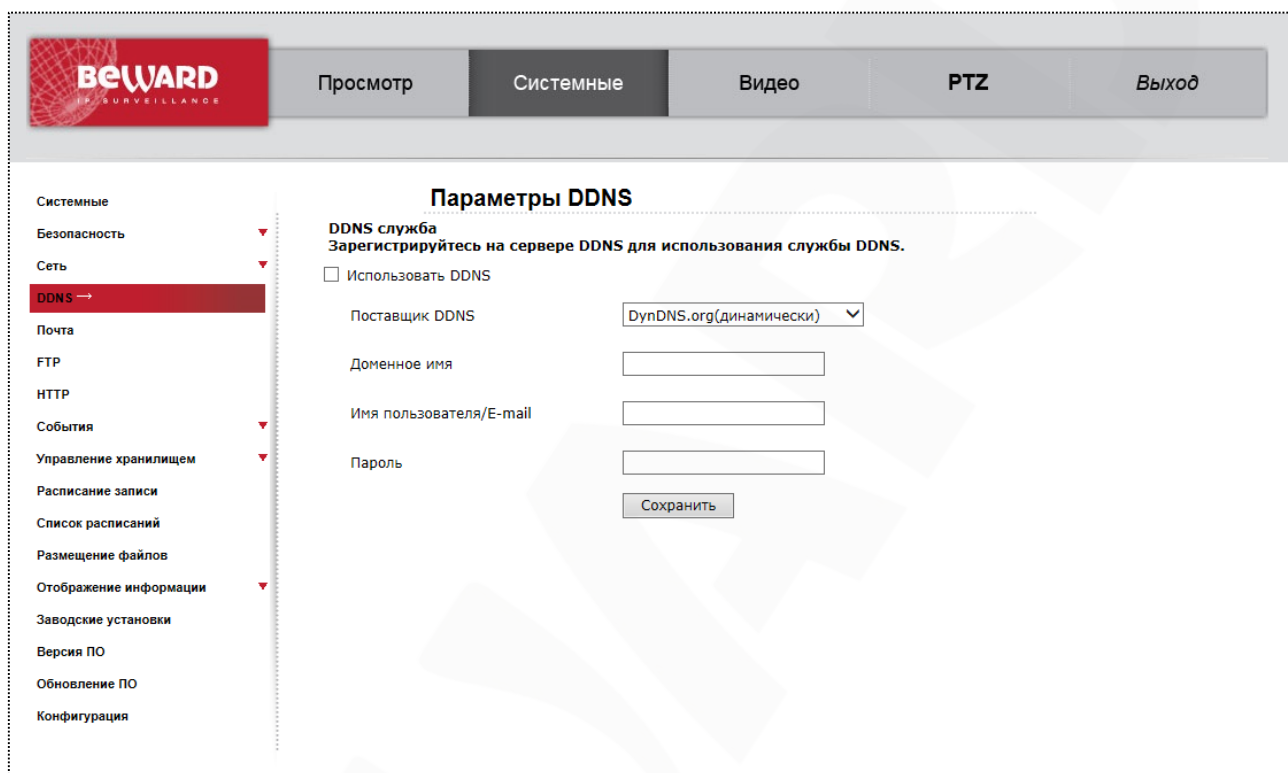 BEWARD
IP SURVEILLANCE
Просмотр
Системные
Видео
PTZ
Выход
Системные
Безопасность
Сеть
DDNS →
Почта
FTP
HTTP
События
Управление хранилищем
Расписание записи
Список расписаний
Размещение файлов
Отображение информации
Заводские установки
Версия ПО
Обновление ПО
Конфигурация
Параметры DDNS
DDNS служба
Зарегистрируйтесь на сервере DDNS для использования службы DDNS.
Использовать DDNS
Поставщик DDNS
DynDNS.org(динамически)
Доменное имя
Имя пользователя/E-mail
Пароль
Сохранить